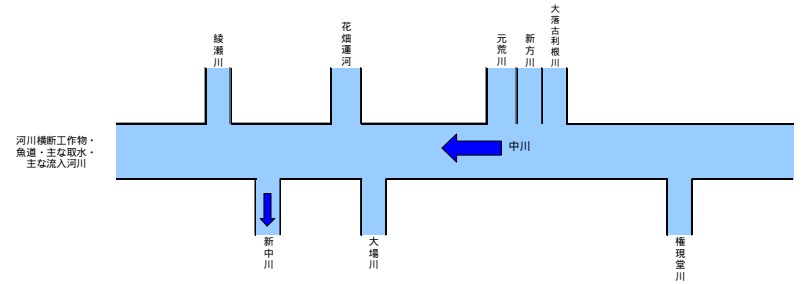 綾瀬川
花畑運河
元荒川
新方川
大落古利根川
河川横断工作物・
魚道・主な取水・
主な流入河川
中川
新中川
大場川
権現堂川